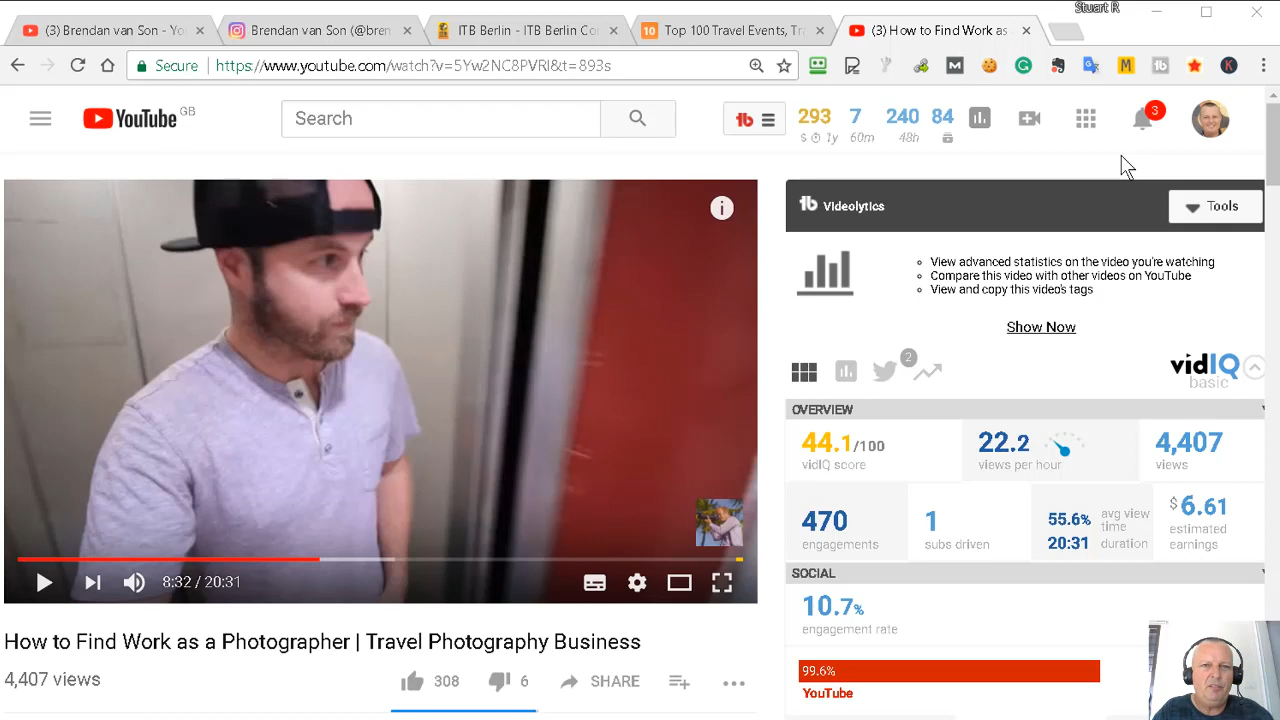 Stuart R
(3) Brendan van Son. You
Brendan van Son (@bren
ITB Berlin - ITB Berlin Co
10 Top 100 Travel Events, Tr
(3) How to Find Work as
Secure https://www.youtube.com/watch?v=5Yw2NC8PVRI&t=893s
YouTube GB
Search
293 7 240 84
$ 1y 60m 48h
3
tb Videolytics
Tools
View advanced statistics on the video you're watching
Compare this video with other videos on YouTube
View and copy this video's tags
Show Now
2
vidIQ
basic
OVERVIEW
44.1/100
vidIQ score
22.2
views per hour
4,407
views
470
engagements
1
subs driven
55.6% avg view time
20:31 duration
$6.61
estimated earnings
SOCIAL
10.7%
engagement rate
99.6%
YouTube
8:32 / 20:31
How to Find Work as a Photographer | Travel Photography Business
4,407 views
308 6 SHARE